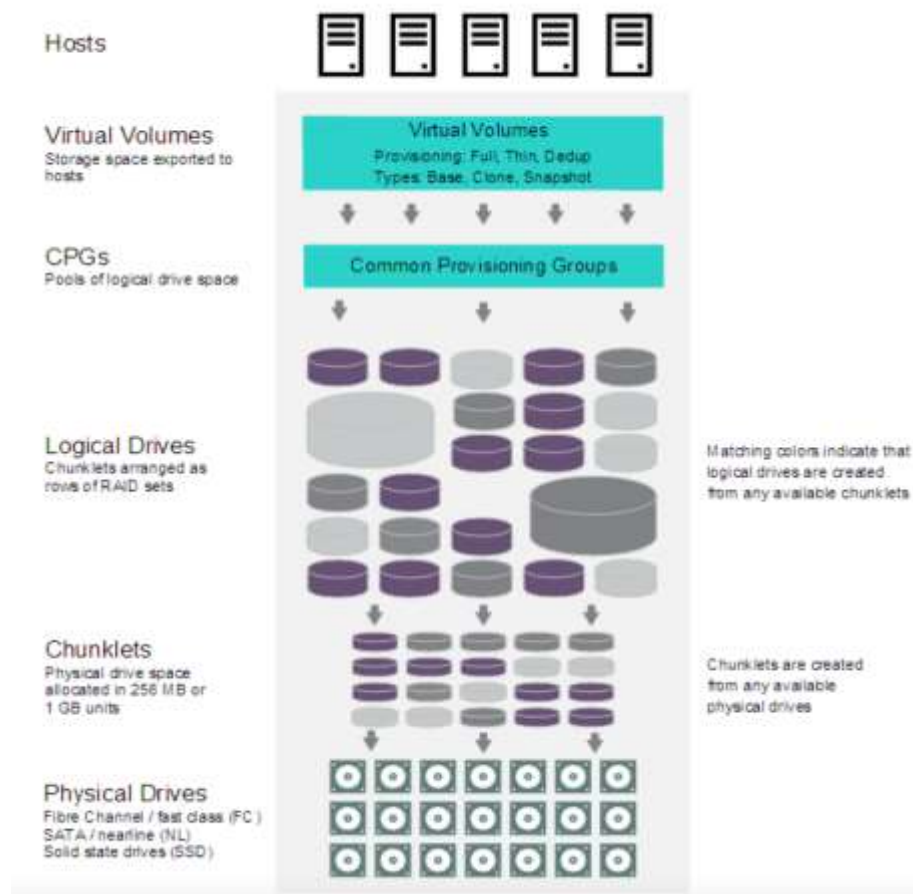 Hosts
Virtual Volumes
Storage space exported to
hosts
Virtual Volumes
Provisioning: Full, Thin, Dedup
Types: Base, Clone, Snapshot
CPGs
Pools of logical drive space
Common Provisioning Groups
Logical Drives
Chunklets arranged as
rows of RAID sets
Matching colors indicate that
logical drives are created
from any available chunklets
Chunklets
Physical drive space
allocated in 256 MB or
1 GB units
Chunklets are created
from any available
physical drives
Physical Drives
Fibre Channel / fast class (FC)
SATA / nearline (NL)
Solid state drives (SSD)